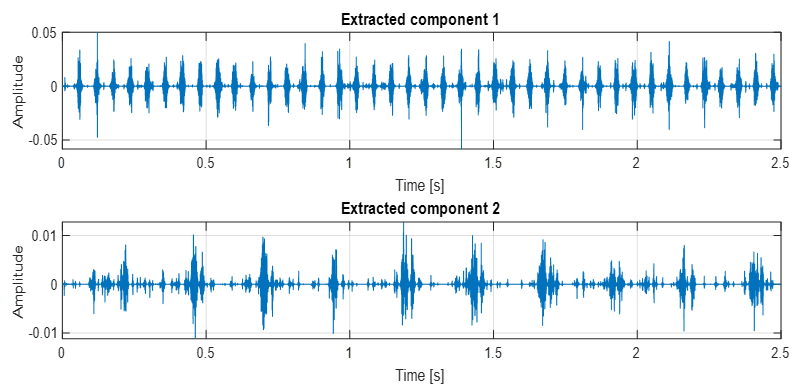 Extracted component 1
0.05
0
-0.05
Amplitude
0 0.5 1 1.5 2 2.5
Time [s]
Extracted component 2
0.01
0
-0.01
Amplitude
0 0.5 1 1.5 2 2.5
Time [s]